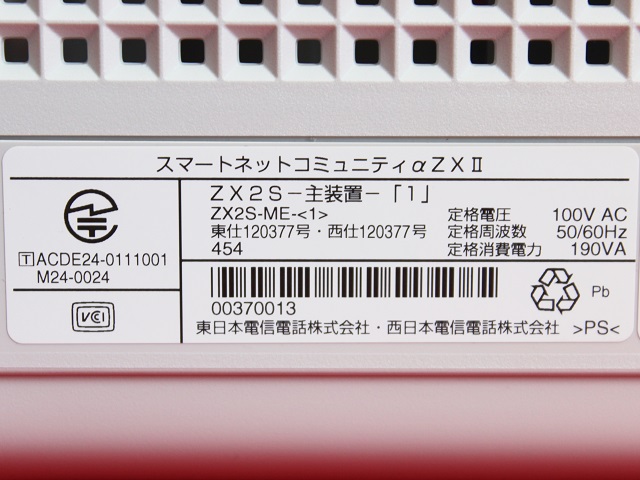 スマートネットコミュニティαZXⅡ
ZX2S-主装置-「1」
ZX2S-ME-<1>
東仕120377号・西仕120377号
454
定格電圧 100V AC
定格周波数 50/60Hz
定格消費電力 190VA
T ACDE24-0111001
M24-0024
VCI
00370013
Pb
東日本電信電話株式会社・西日本電信電話株式会社 >PS<